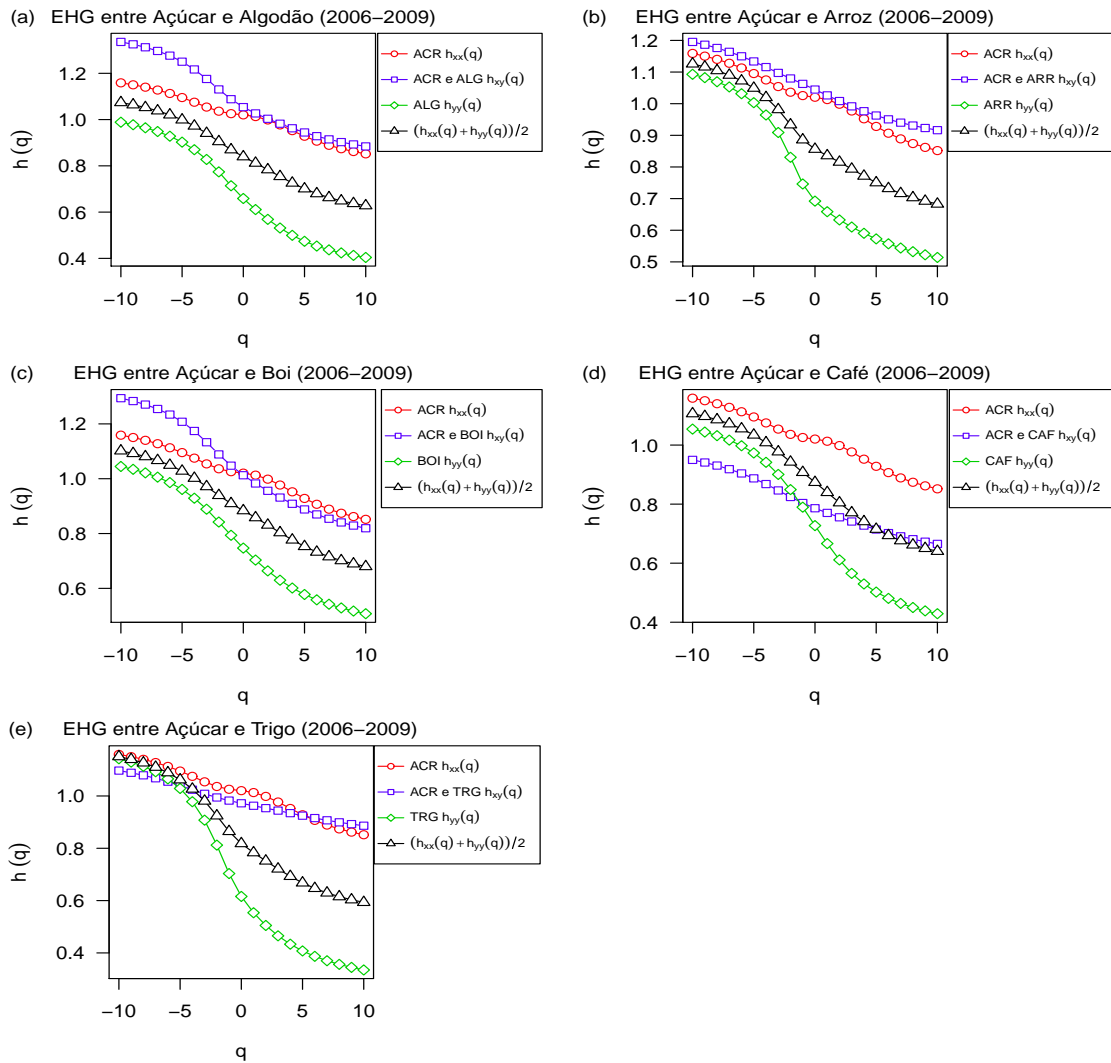 (a) EHG entre Açúcar e Algodão (2006−2009)
ACR hxx(q)
ACR e ALG hxy(q)
ALG hyy(q)
(hxx(q)+hyy(q))/2
h(q)
1.2
1.0
0.8
0.6
0.4
−10 −5 0 5 10
q
(b) EHG entre Açúcar e Arroz (2006−2009)
ACR hxx(q)
ACR e ARR hxy(q)
ARR hyy(q)
(hxx(q)+hyy(q))/2
h(q)
1.2
1.1
1.0
0.9
0.8
0.7
0.6
0.5
−10 −5 0 5 10
q
(c) EHG entre Açúcar e Boi (2006−2009)
ACR hxx(q)
ACR e BOI hxy(q)
BOI hyy(q)
(hxx(q)+hyy(q))/2
h(q)
1.2
1.0
0.8
0.6
−10 −5 0 5 10
q
(d) EHG entre Açúcar e Café (2006−2009)
ACR hxx(q)
ACR e CAF hxy(q)
CAF hyy(q)
(hxx(q)+hyy(q))/2
h(q)
1.0
0.8
0.6
0.4
−10 −5 0 5 10
q
(e) EHG entre Açúcar e Trigo (2006−2009)
ACR hxx(q)
ACR e TRG hxy(q)
TRG hyy(q)
(hxx(q)+hyy(q))/2
h(q)
1.0
0.8
0.6
0.4
−10 −5 0 5 10
q